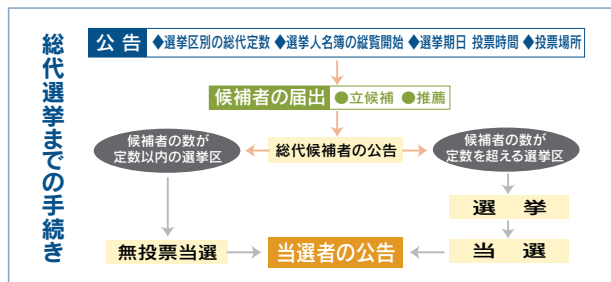 総代選挙までの手続き
公告 ◆選挙区別の総代定数 ◆選挙人名簿の縦覧開始 ◆選挙期日 投票時間 ◆投票場所
候補者の届出 ●立候補 ●推薦
候補者の数が
定数以内の選挙区
総代候補者の公告
候補者の数が
定数を超える選挙区
選挙
無投票当選
当選者の公告
当選